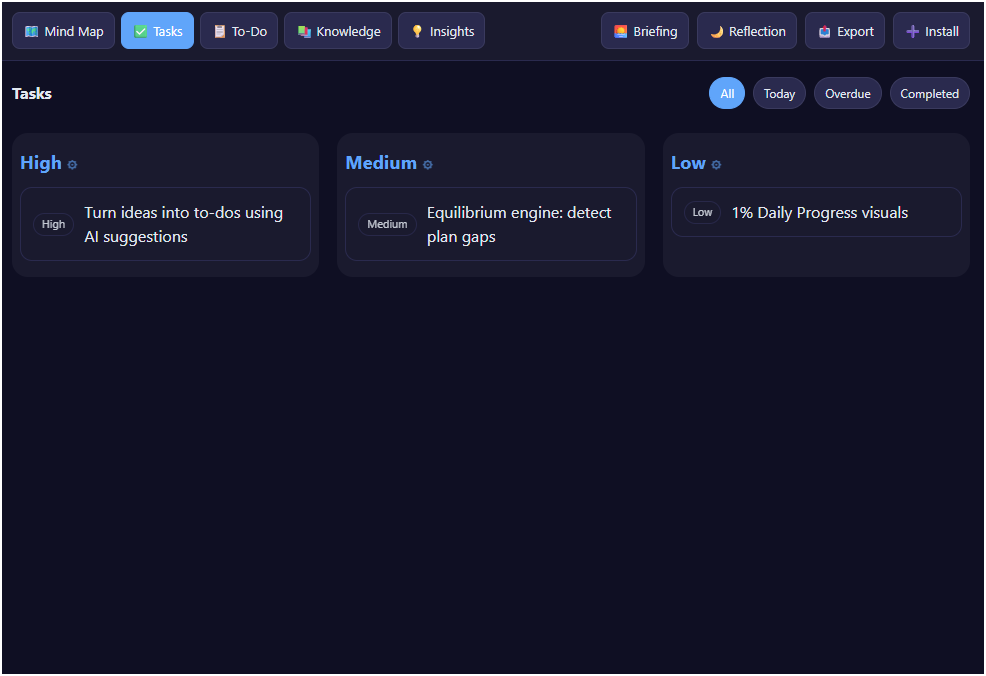 Mind Map
Tasks
To-Do
Knowledge
Insights
Briefing
Reflection
Export
Install
Tasks
All
Today
Overdue
Completed
High
High
Turn ideas into to-dos using
AI suggestions
Medium
Medium
Equilibrium engine: detect
plan gaps
Low
Low
1% Daily Progress visuals